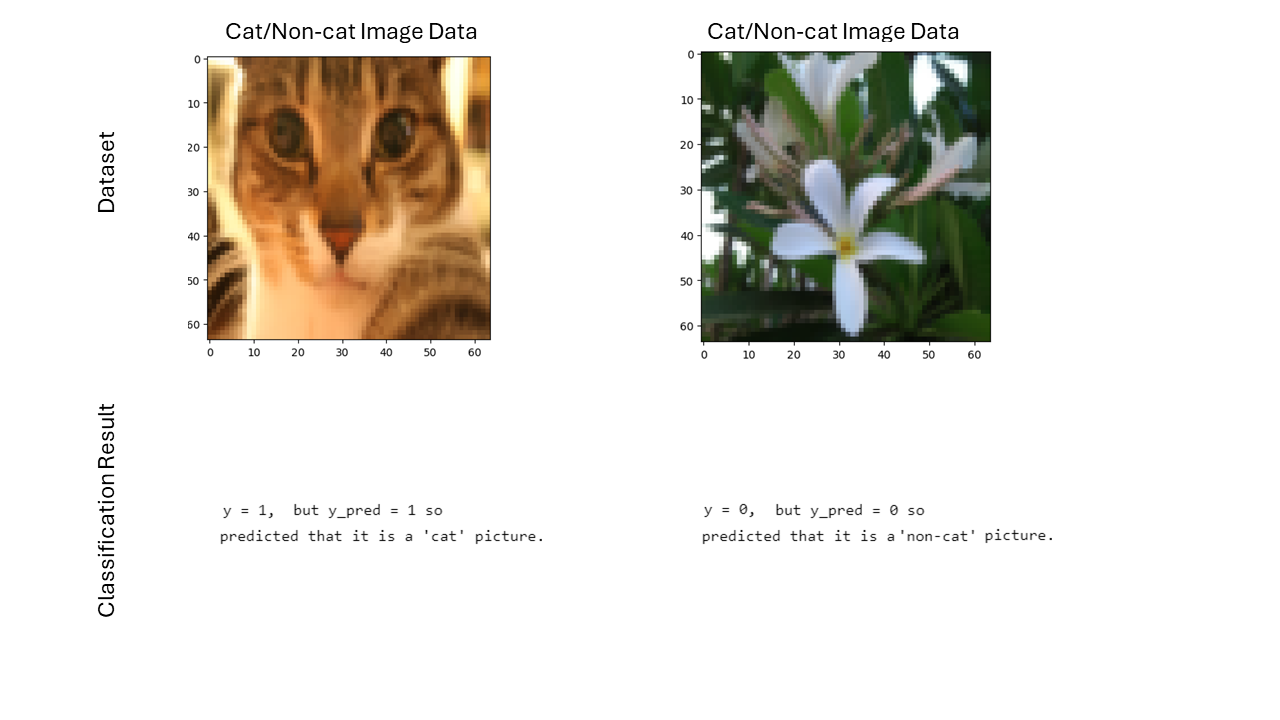 Cat/Non-cat Image Data
Cat/Non-cat Image Data
Dataset
0
10
20
30
40
50
60
0 10 20 30 40 50 60
0
10
20
30
40
50
60
0 10 20 30 40 50 60
Classification Result
y = 1,  but y_pred = 1 so
predicted that it is a 'cat' picture.
y = 0,  but y_pred = 0 so
predicted that it is a 'non-cat' picture.